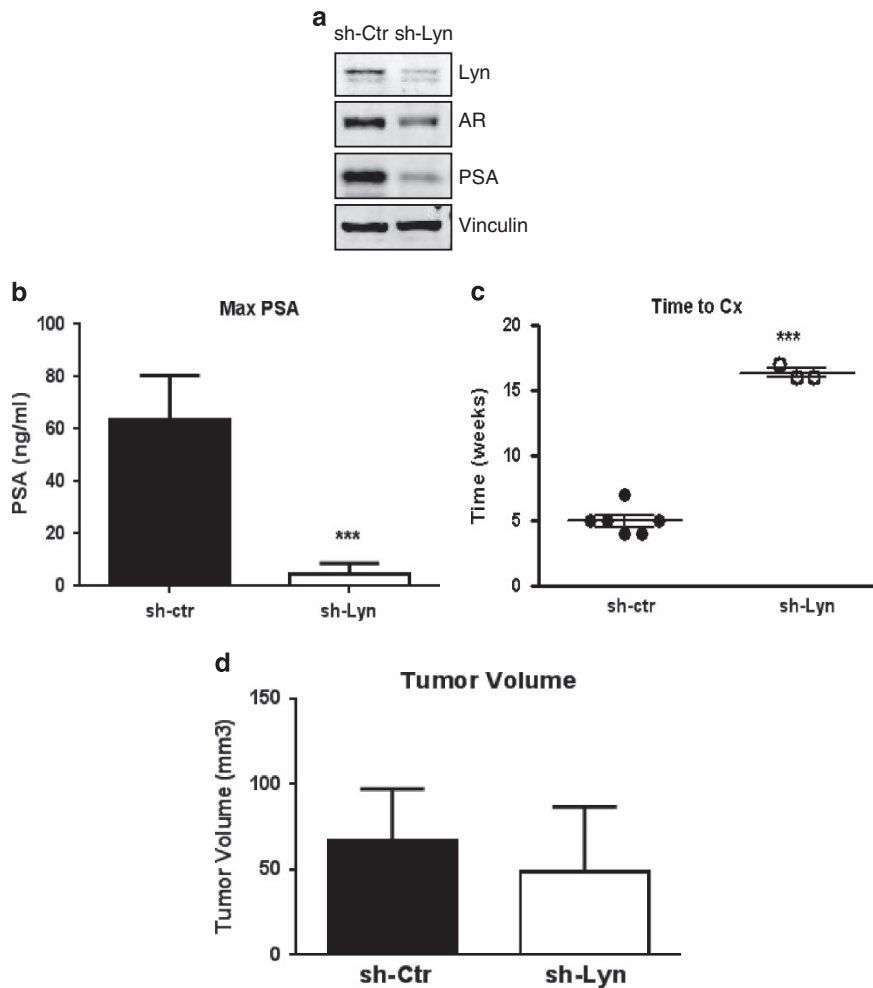 a
sh-Ctr sh-Lyn
Lyn
AR
PSA
Vinculin
b
Max PSA
PSA (ng/ml)
100
80
60
40
20
0
***
sh-ctr
sh-Lyn
c
Time to Cx
Time (weeks)
20
15
10
5
0
***
sh-ctr
sh-Lyn
d
Tumor Volume
Tumor Volume (mm3)
150
100
50
0
sh-Ctr
sh-Lyn